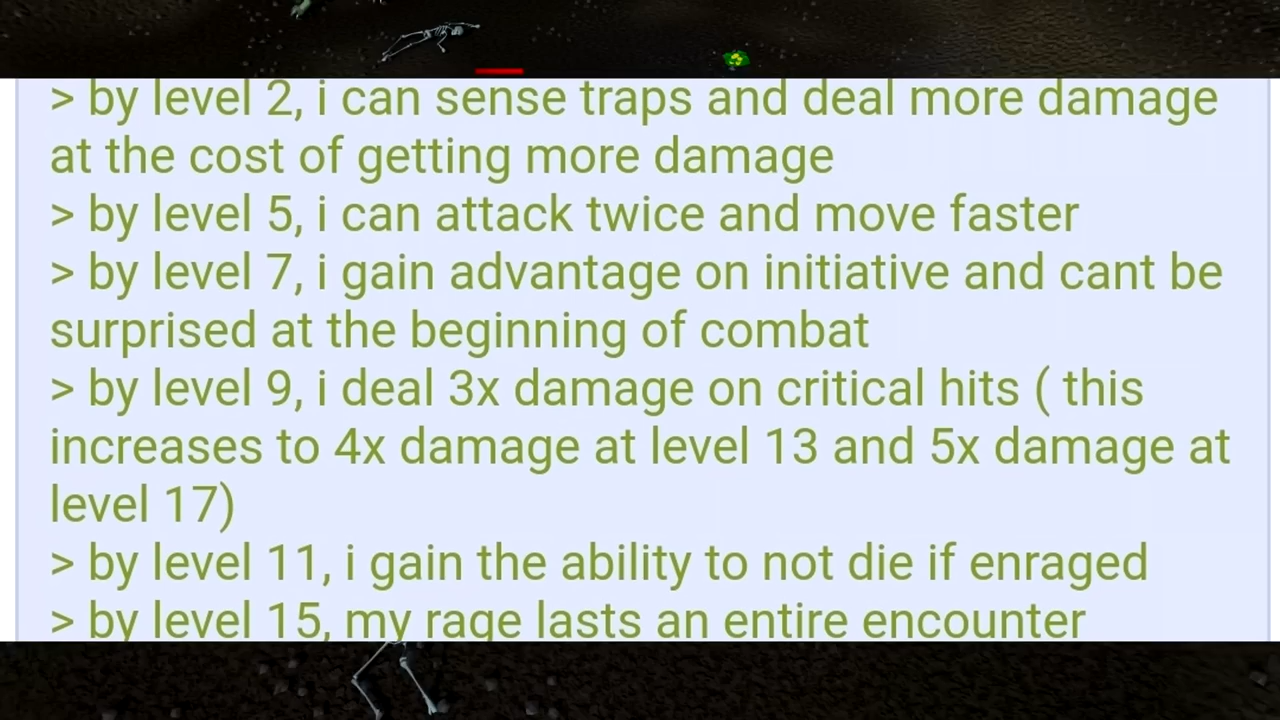 > by level 2, i can sense traps and deal more damage
at the cost of getting more damage
> by level 5, i can attack twice and move faster
> by level 7, i gain advantage on initiative and cant be
surprised at the beginning of combat
> by level 9, i deal 3x damage on critical hits ( this
increases to 4x damage at level 13 and 5x damage at
level 17)
> by level 11, i gain the ability to not die if enraged
> by level 15, my rage lasts an entire encounter